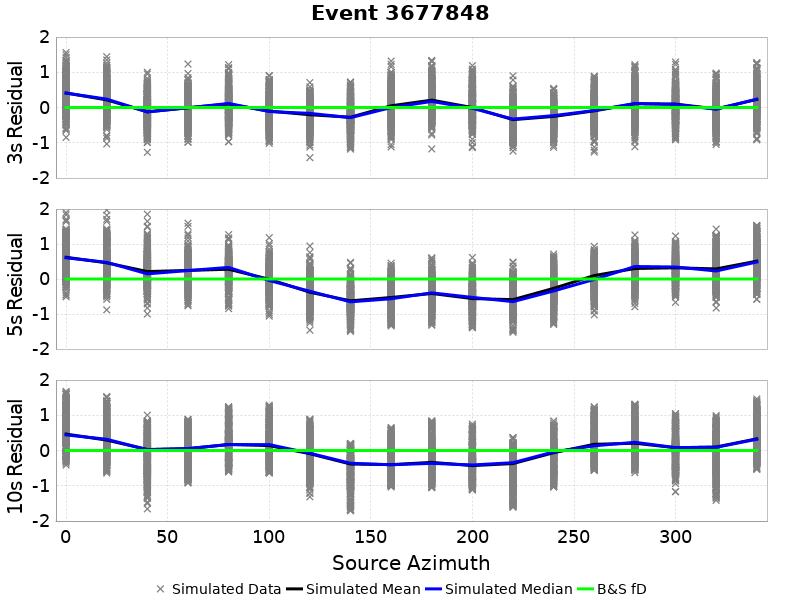 Event 3677848
3s Residual
2
1
0
-1
-2
5s Residual
2
1
0
-1
-2
10s Residual
2
1
0
-1
-2
0 50 100 150 200 250 300
Source Azimuth
Simulated Data Simulated Mean Simulated Median B&S fD